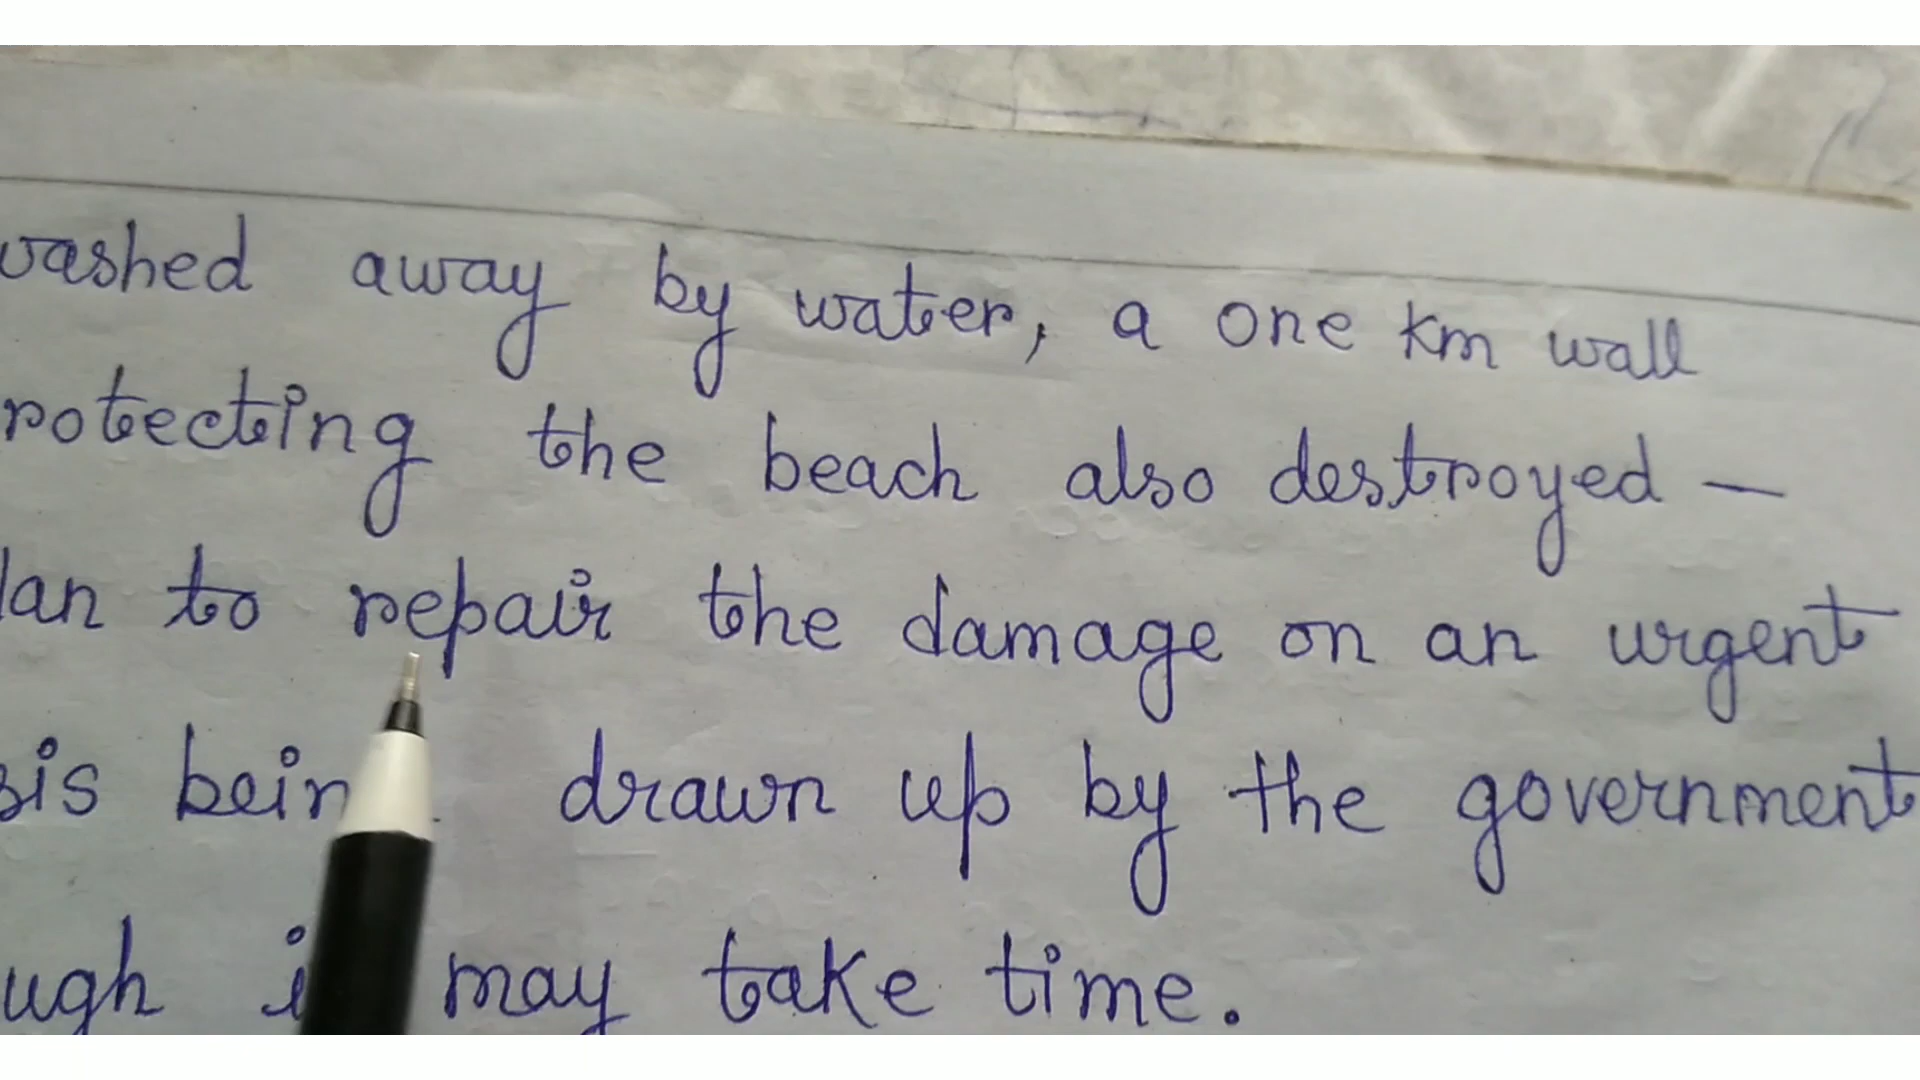 washed away by water, a one km wall
rotecting the beach also destroyed —
lan to repair the damage on an urgent
sis bein drawn up by the government
ugh i may take time.